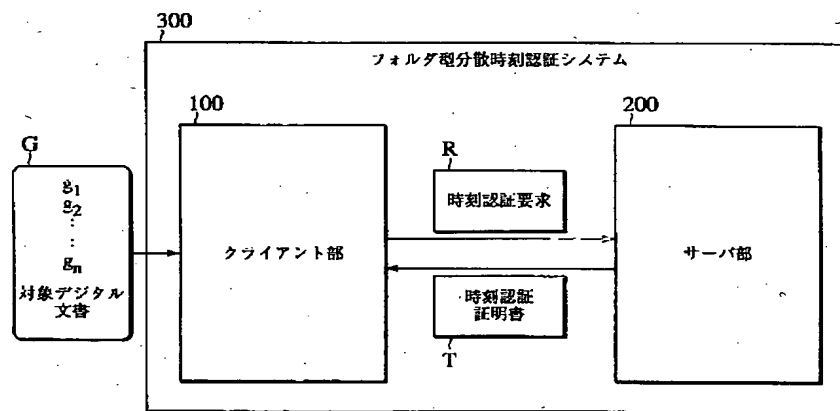 300
フォルダ型分散時刻認証システム
100
200
G
g1
g2
:
:
gn
対象デジタル
文書
クライアント部
R
時刻認証要求
サーバ部
時刻認証
証明書
T